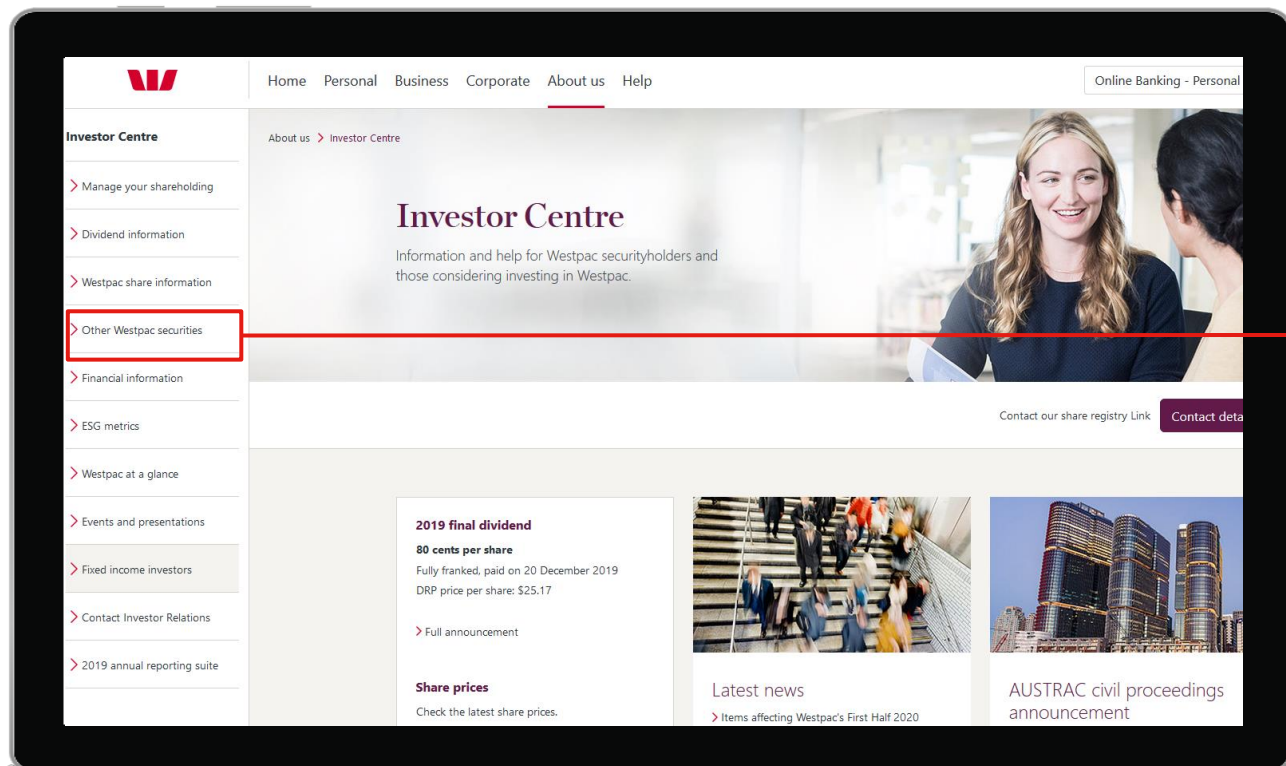 Home Personal Business Corporate About us Help
Online Banking - Personal
Investor Centre
Manage your shareholding
Dividend information
Westpac share information
Other Westpac securities
Financial information
ESG metrics
Westpac at a glance
Events and presentations
Fixed income investors
Contact Investor Relations
2019 annual reporting suite
About us > Investor Centre
Investor Centre
Information and help for Westpac securityholders and
those considering investing in Westpac.
Contact our share registry Link
Contact deta
2019 final dividend
80 cents per share
Fully franked, paid on 20 December 2019
DRP price per share: $25.17
Full announcement
Share prices
Check the latest share prices.
Latest news
Items affecting Westpac's First Half 2020
AUSTRAC civil proceedings
announcement